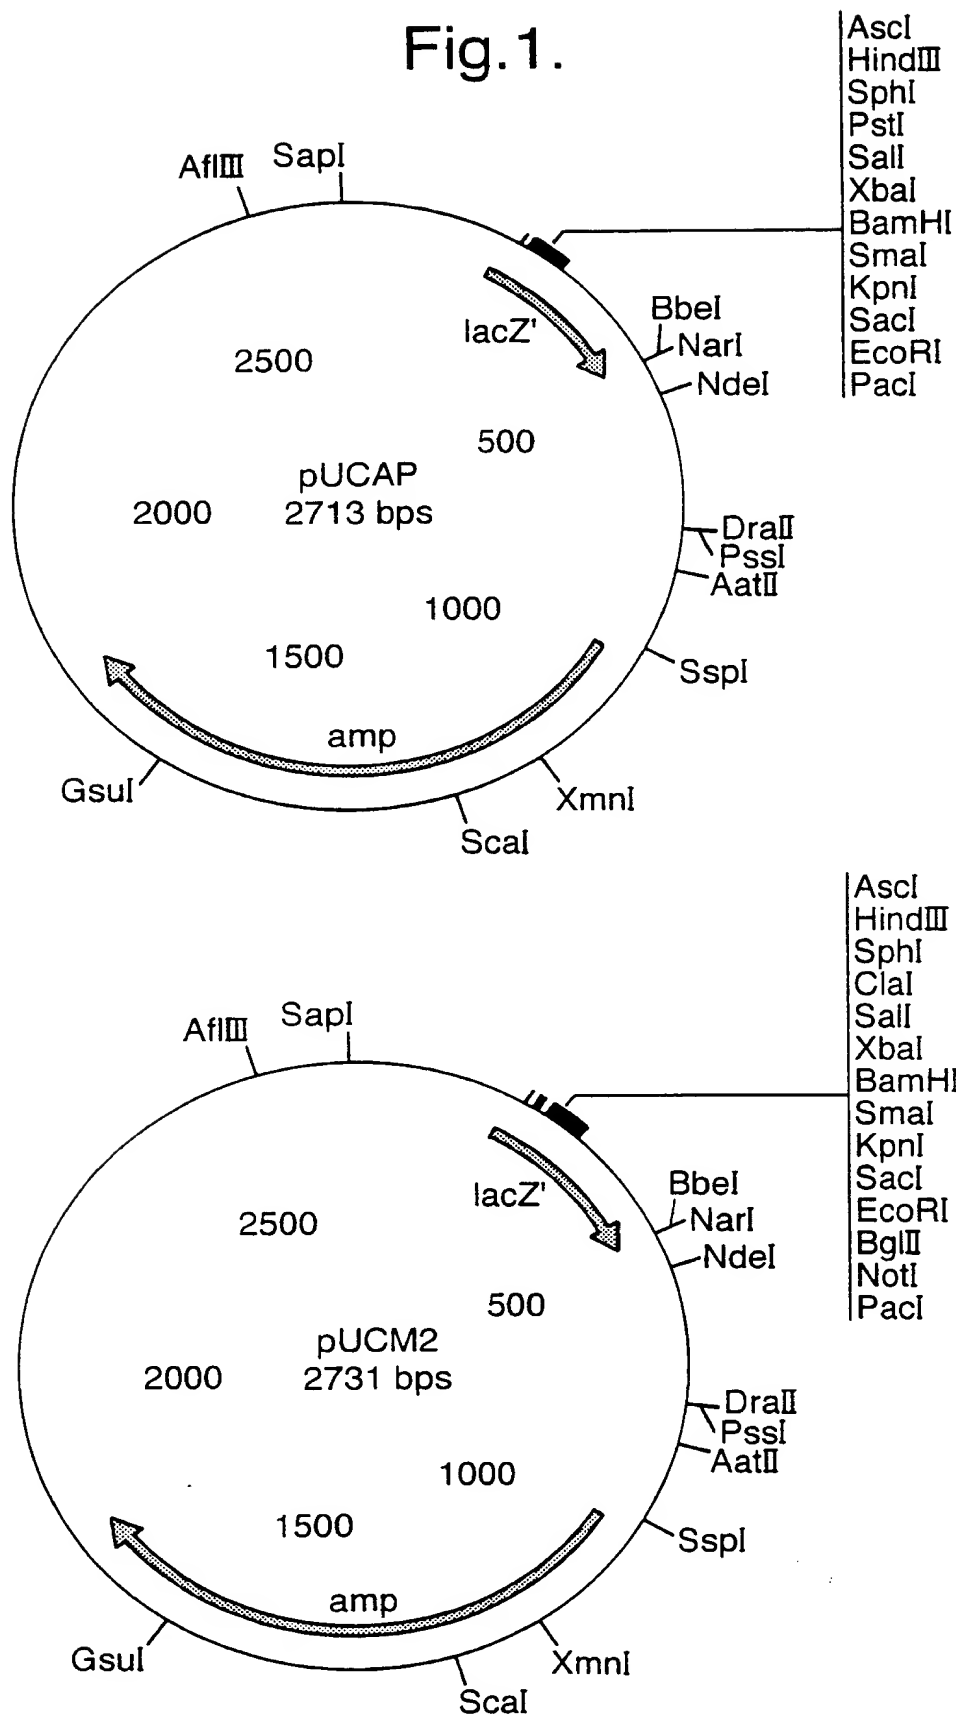 Fig.1.
AscI
HindIII
SphI
PstI
SalI
XbaI
BamHI
SmaI
KpnI
SacI
EcoRI
PacI
AflIII
SapI
lacZ'
BbeI
NarI
NdeI
2500
500
pUCAP
2713 bps
2000
DraII
PssI
AatII
1000
1500
SspI
amp
GsuI
XmnI
ScaI
AscI
HindIII
SphI
ClaI
SalI
XbaI
BamHI
SmaI
KpnI
SacI
EcoRI
BglII
NotI
PacI
AflIII
SapI
lacZ'
BbeI
NarI
NdeI
2500
500
pUCM2
2731 bps
2000
DraII
PssI
AatII
1000
1500
SspI
amp
GsuI
XmnI
ScaI